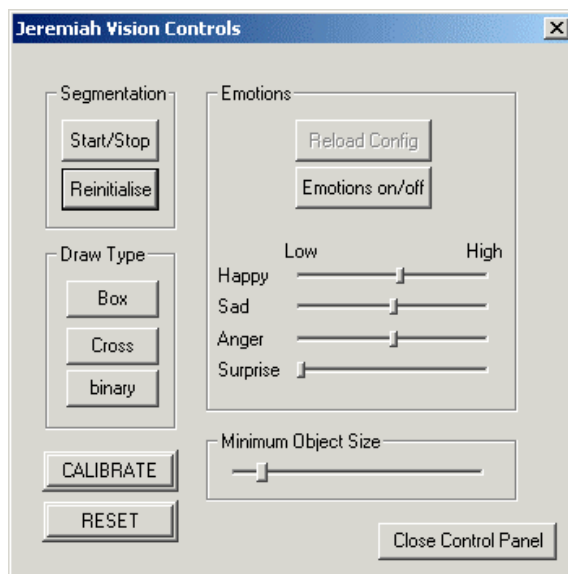 Jeremiah Vision Controls
Segmentation
Start/Stop
Reinitialise
Emotions
Reload Config
Emotions on/off
Low High
Happy
Sad
Anger
Surprise
Draw Type
Box
Cross
binary
Minimum Object Size
CALIBRATE
RESET
Close Control Panel